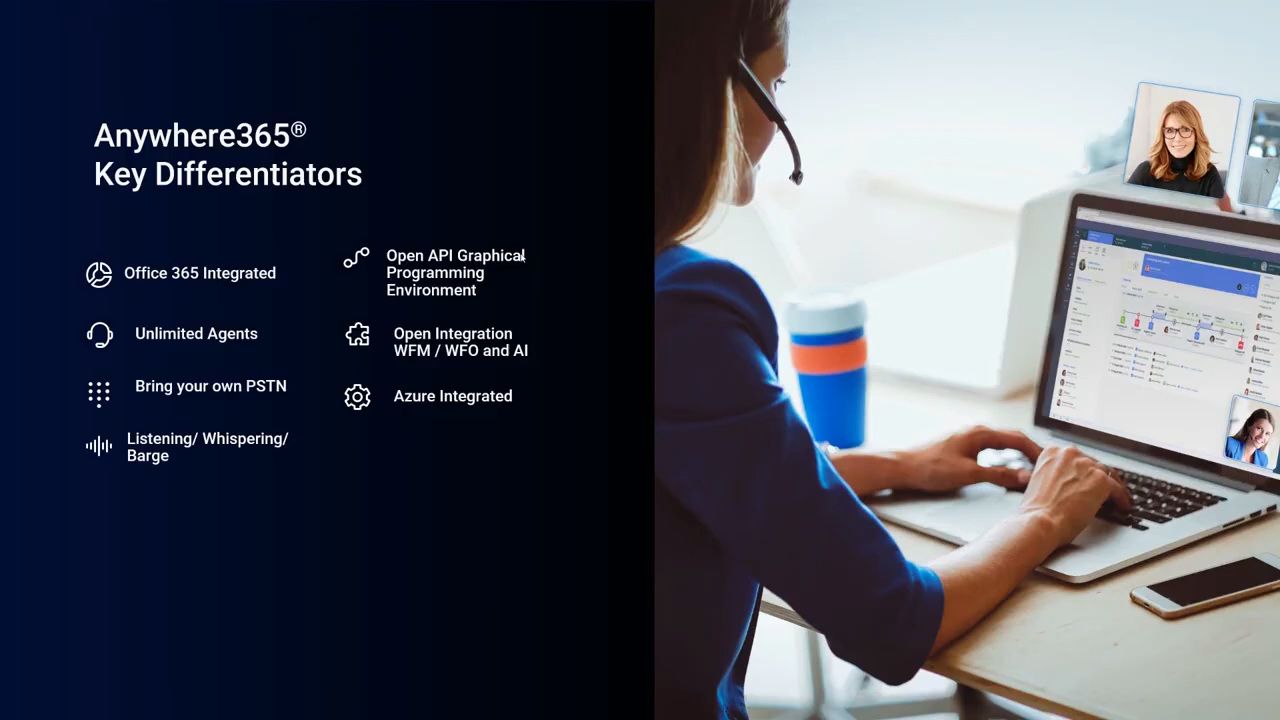 Anywhere365®
Key Differentiators
Office 365 Integrated
Unlimited Agents
Bring your own PSTN
Listening/ Whispering/
Barge
Open API Graphical
Programming
Environment
Open Integration
WFM / WFO and AI
Azure Integrated